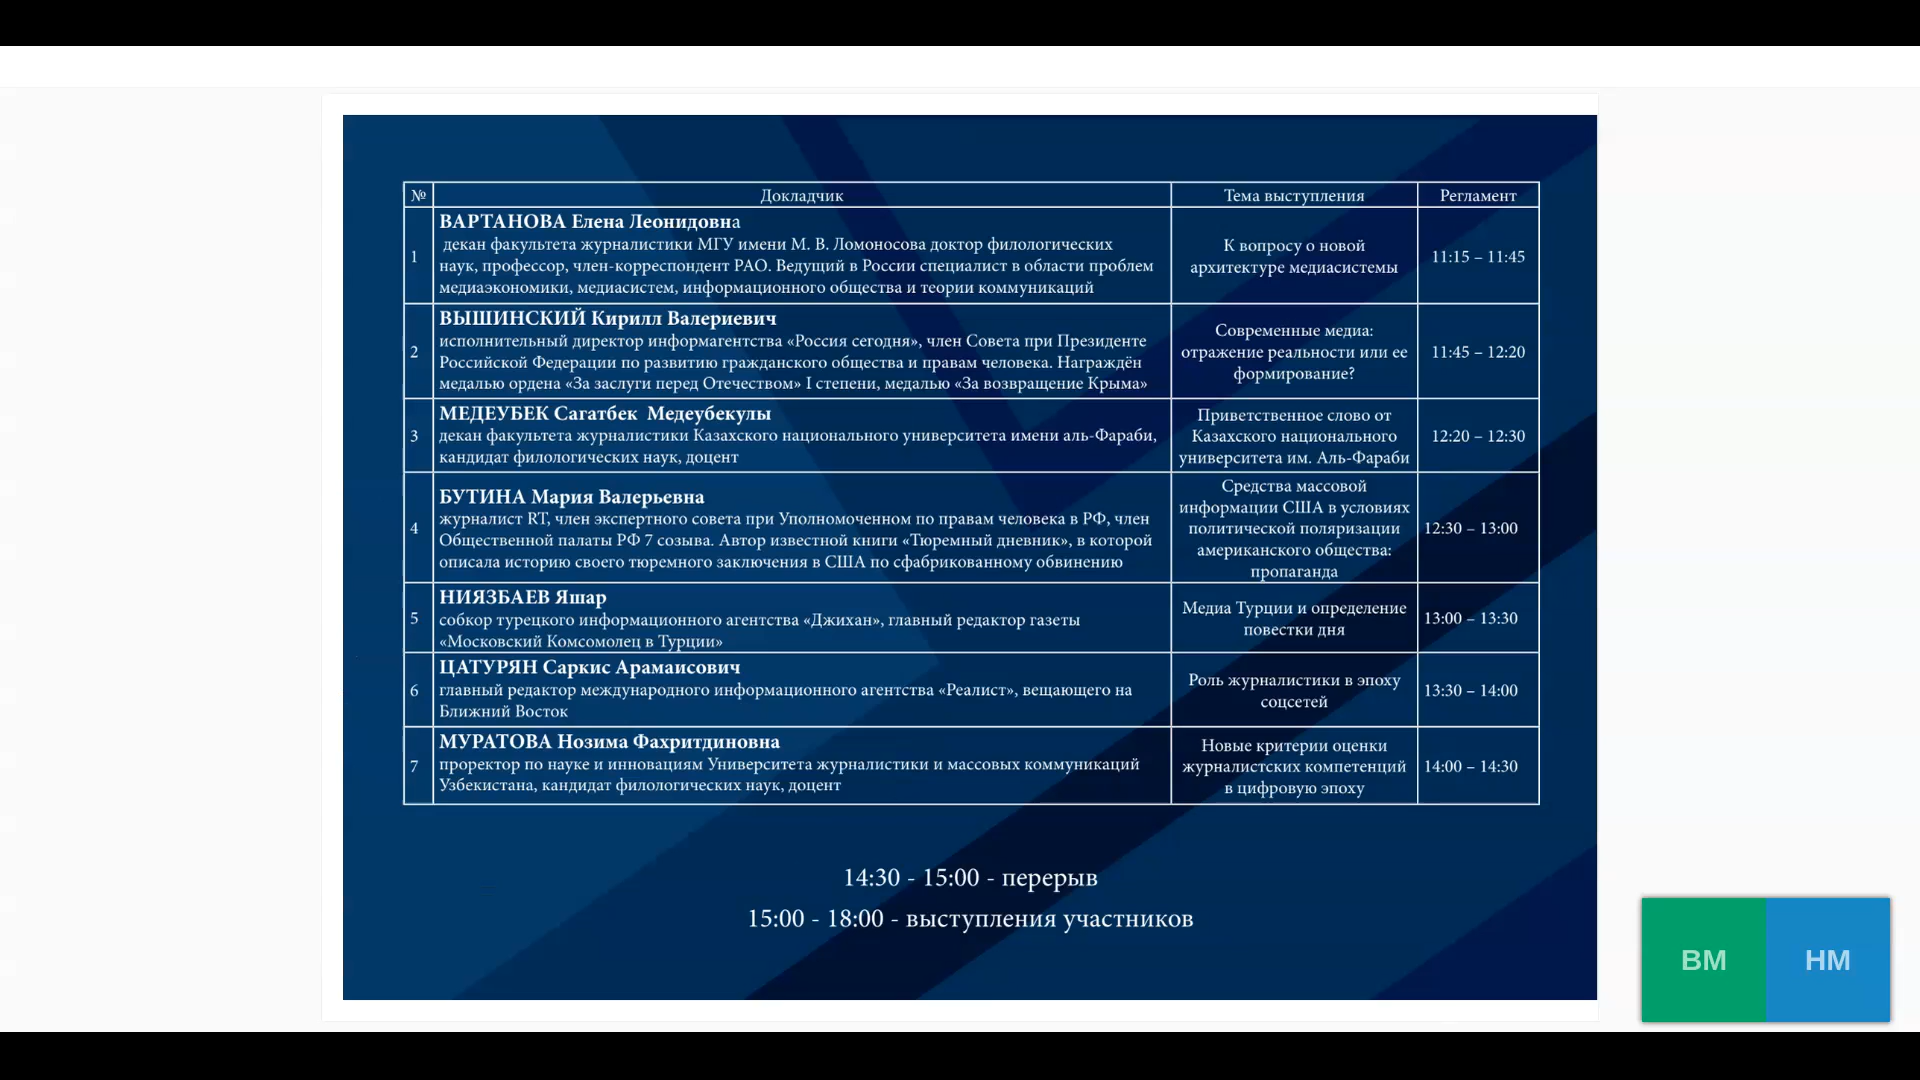 № Докладчик Тема выступления Регламент
1
ВАРТАНОВА Елена Леонидовна
декан факультета журналистики МГУ имени М. В. Ломоносова доктор филологических
наук, профессор, член-корреспондент РАО. Ведущий в России специалист в области проблем
медиаэкономики, медиасистем, информационного общества и теории коммуникаций
К вопросу о новой
архитектуре медиасистемы
11:15 – 11:45
2
ВЫШИНСКИЙ Кирилл Валериевич
исполнительный директор информагентства «Россия сегодня», член Совета при Президенте
Российской Федерации по развитию гражданского общества и правам человека. Награждён
медалью ордена «За заслуги перед Отечеством» I степени, медалью «За возвращение Крыма»
Современные медиа:
отражение реальности или ее
формирование?
11:45 – 12:20
3
МЕДЕУБЕК Сагатбек Медеубекулы
декан факультета журналистики Казахского национального университета имени аль-Фараби,
кандидат филологических наук, доцент
Приветственное слово от
Казахского национального
университета им. Аль-Фараби
12:20 – 12:30
4
БУТИНА Мария Валерьевна
журналист RT, член экспертного совета при Уполномоченном по правам человека в РФ, член
Общественной палаты РФ 7 созыва. Автор известной книги «Тюремный дневник», в которой
описала историю своего тюремного заключения в США по сфабрикованному обвинению
Средства массовой
информации США в условиях
политической поляризации
американского общества:
пропаганда
12:30 – 13:00
5
НИЯЗБАЕВ Яшар
собкор турецкого информационного агентства «Джихан», главный редактор газеты
«Московский Комсомолец в Турции»
Медиа Турции и определение
повестки дня
13:00 – 13:30
6
ЦАТУРЯН Саркис Арамаисович
главный редактор международного информационного агентства «Реалист», вещающего на
Ближний Восток
Роль журналистики в эпоху
соцсетей
13:30 – 14:00
7
МУРАТОВА Нозима Фахритдиновна
проректор по науке и инновациям Университета журналистики и массовых коммуникаций
Узбекистана, кандидат филологических наук, доцент
Новые критерии оценки
журналистских компетенций
в цифровую эпоху
14:00 – 14:30
14:30 - 15:00 - перерыв
15:00 - 18:00 - выступления участников
ВМ НМ